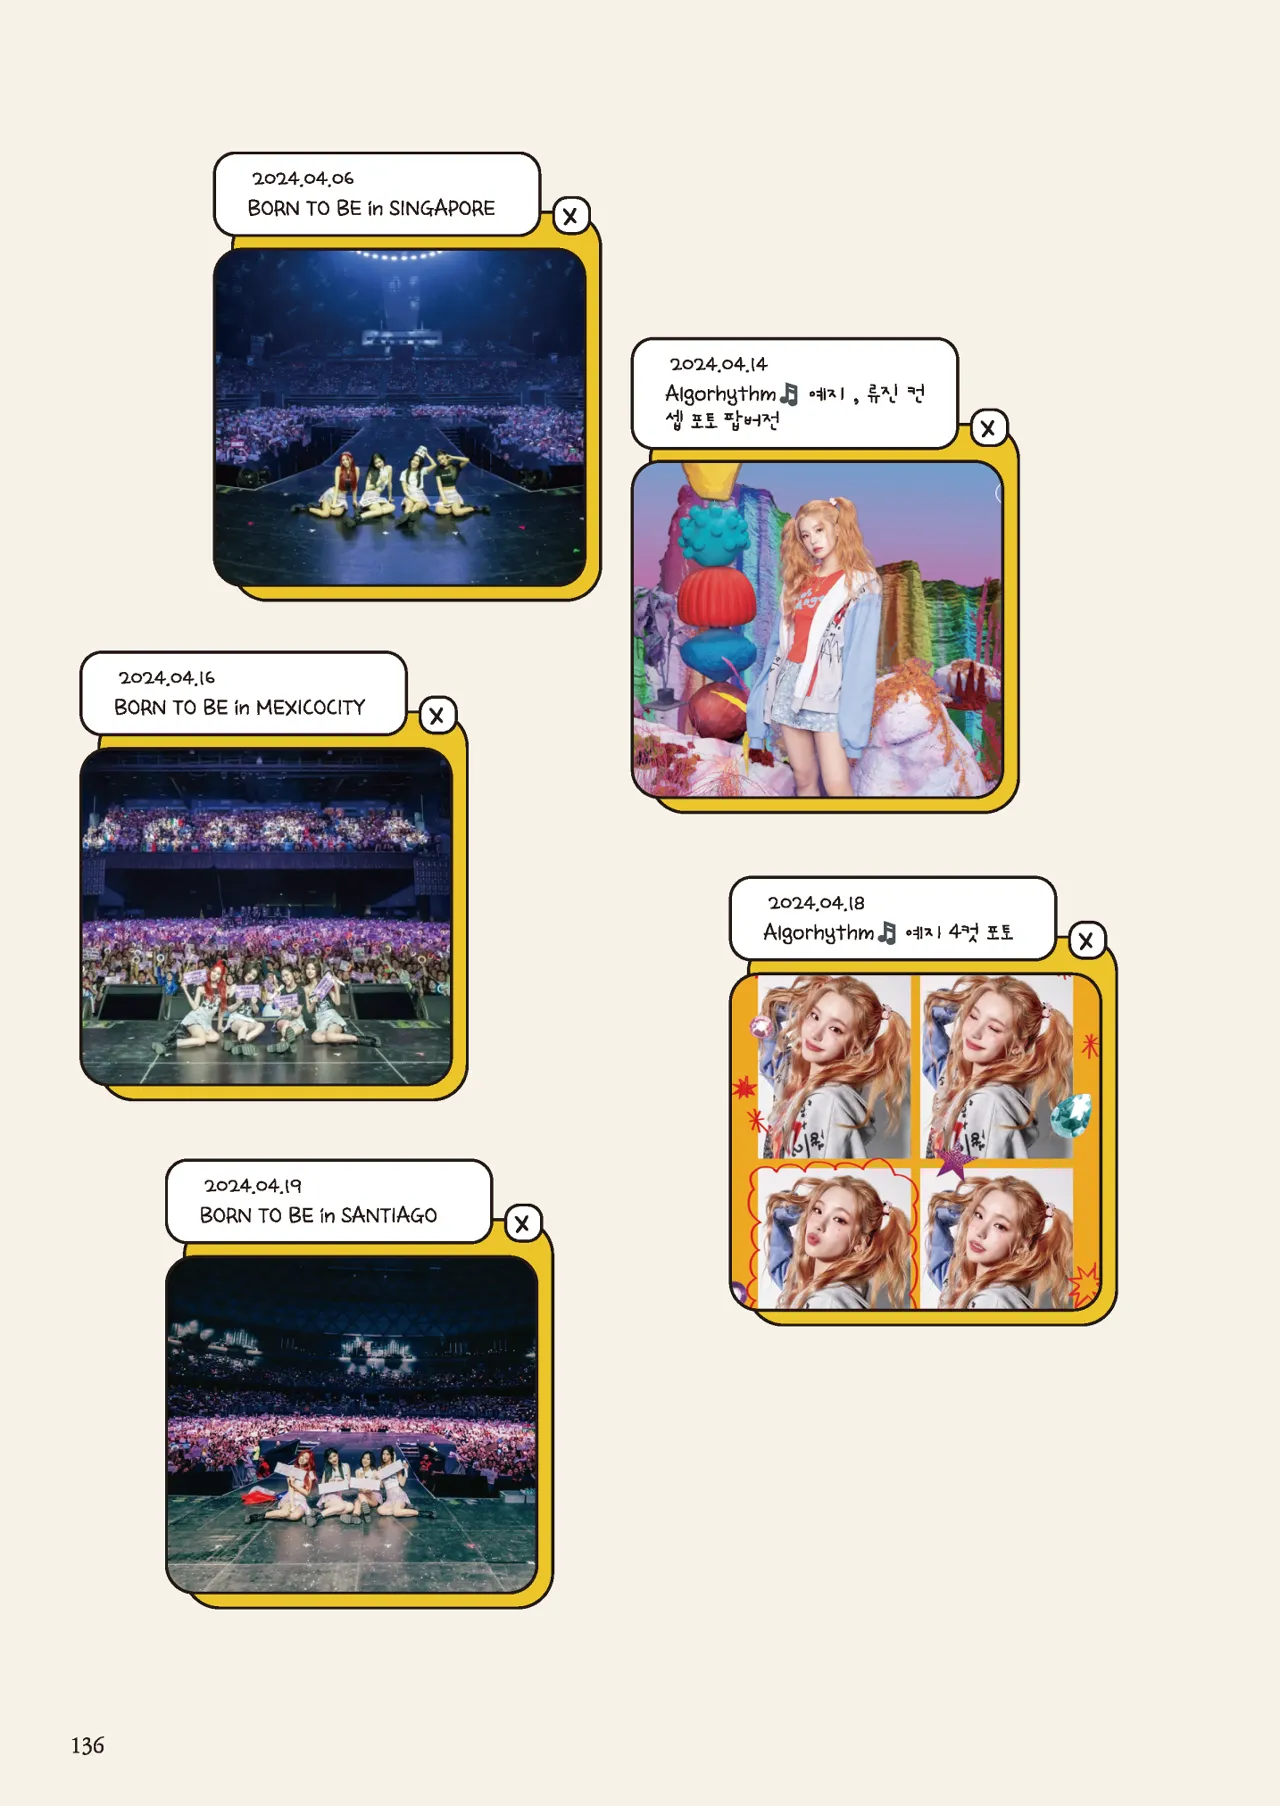 2024.04.06
BORN TO BE in SINGAPORE
X
2024.04.14
Algorhythm🎵 예지 , 류진 컨
셉 포토 팝버전
X
2024.04.16
BORN TO BE in MEXICOCITY
X
2024.04.18
Algorhythm🎵 예지 4컷 포토
X
2024.04.19
BORN TO BE in SANTIAGO
X
136